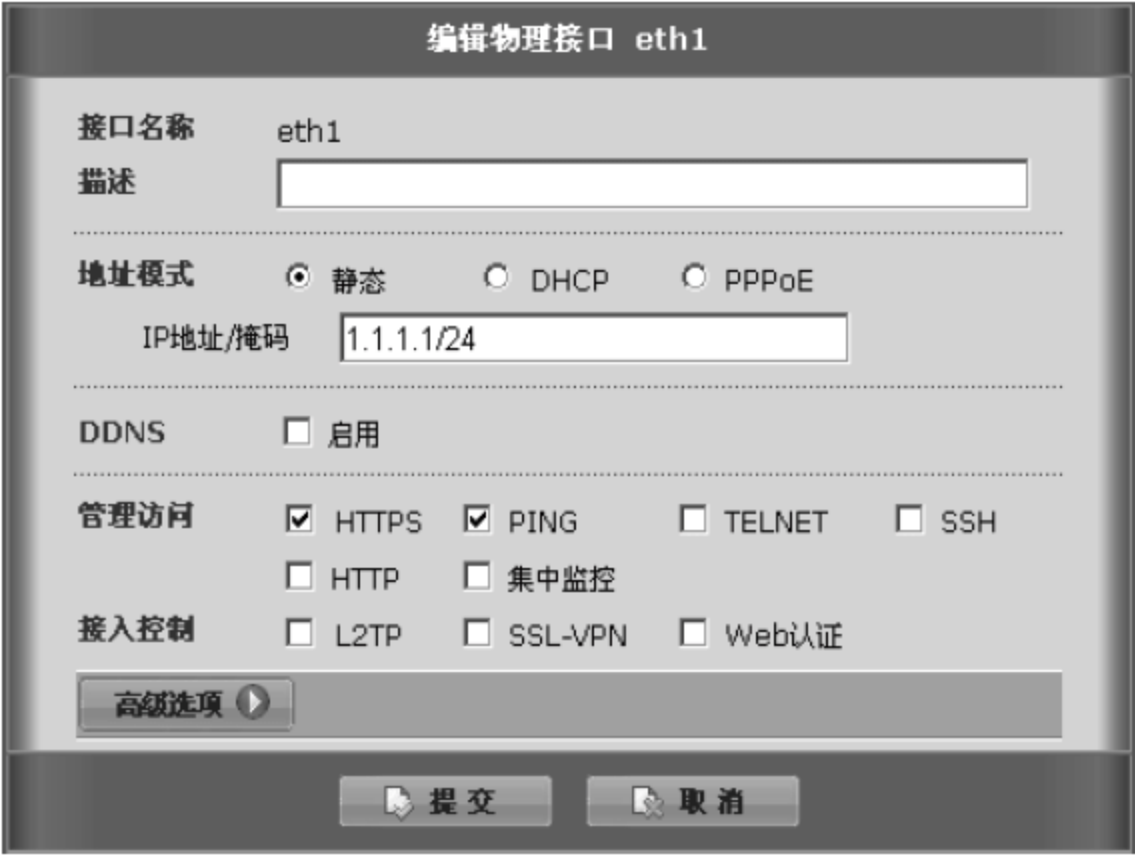 编辑物理接口 eth1
接口名称 eth1
描述
地址模式 静态 DHCP PPPoE
IP地址/掩码 1.1.1.1/24
DDNS 启用
管理访问 HTTPS PING TELNET SSH
HTTP 集中监控
接入控制 L2TP SSL-VPN Web认证
高级选项
提交 取消